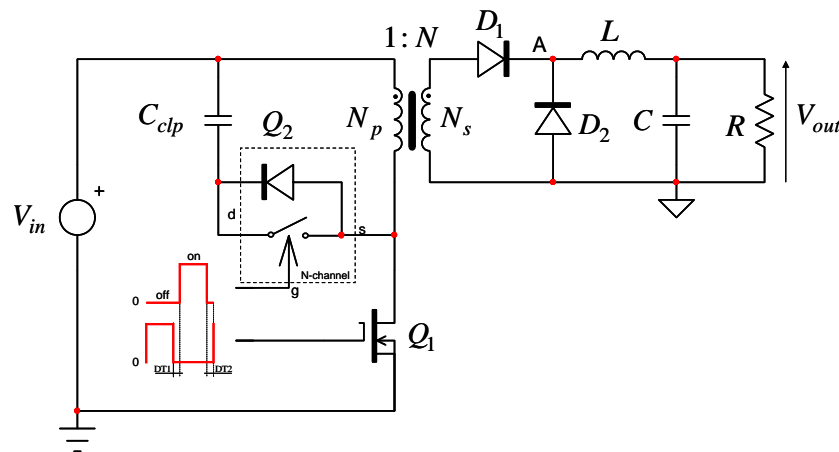 1 : N
D1
A
L
Cclp
Q2
Np
Ns
D2
C
R
Vout
+
Vin
d
s
on
N-channel
off
g
0
0
Q1
DT1
DT2